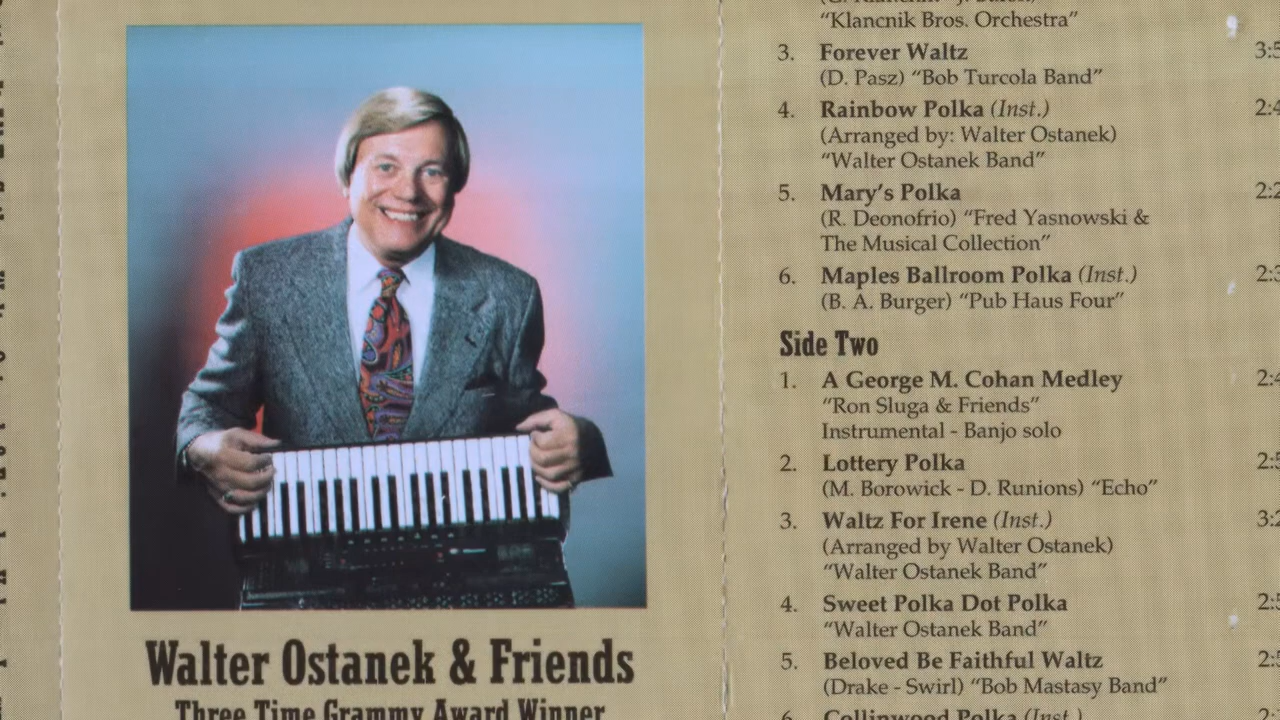 Walter Ostanek & Friends
Three Time Grammy Award Winner
"Klancnik Bros. Orchestra"
3. Forever Waltz
(D. Pasz) "Bob Turcola Band"
4. Rainbow Polka (Inst.)
(Arranged by: Walter Ostanek)
"Walter Ostanek Band"
5. Mary's Polka
(R. Deonofrio) "Fred Yasnowski &
The Musical Collection"
6. Maples Ballroom Polka (Inst.)
(B. A. Burger) "Pub Haus Four"
Side Two
1. A George M. Cohan Medley
"Ron Sluga & Friends"
Instrumental - Banjo solo
2. Lottery Polka
(M. Borowick - D. Runions) "Echo"
3. Waltz For Irene (Inst.)
(Arranged by Walter Ostanek)
"Walter Ostanek Band"
4. Sweet Polka Dot Polka
"Walter Ostanek Band"
5. Beloved Be Faithful Waltz
(Drake - Swirl) "Bob Mastasy Band"
6. Collinwood Polka (Inst.)